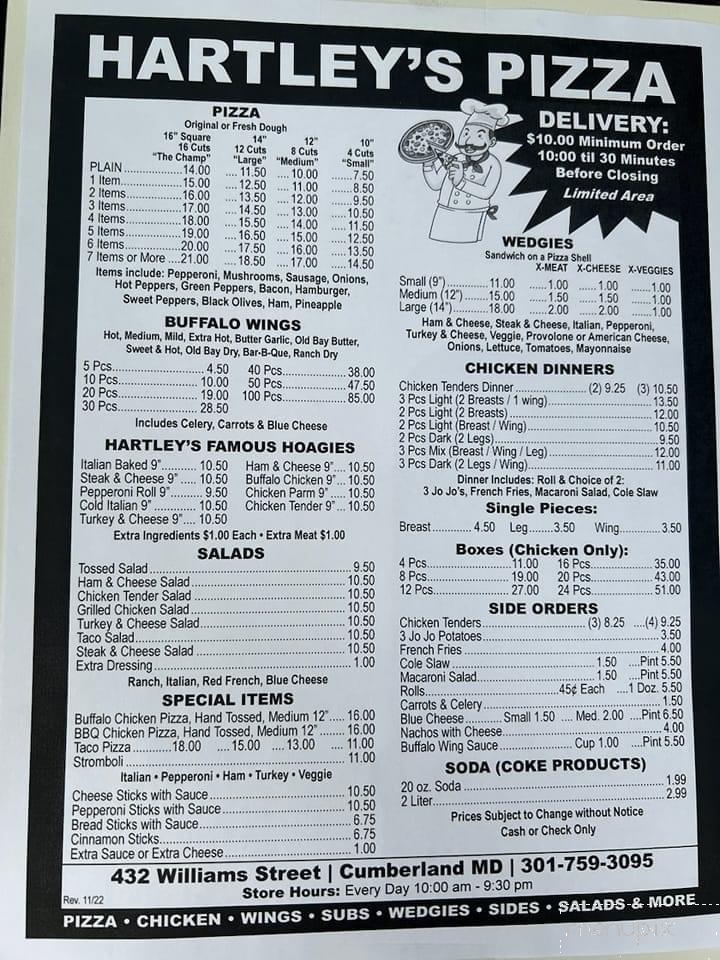 HARTLEY'S PIZZA
PIZZA
Original or Fresh Dough
16" Square 14" 12" 10"
16 Cuts 12 Cuts 8 Cuts 4 Cuts
"The Champ" "Large" "Medium" "Small"
PLAIN 14.00 11.50 10.00 7.50
1 Item 15.00 12.50 11.00 8.50
2 Items 16.00 13.50 12.00 9.50
3 Items 17.00 14.50 13.00 10.50
4 Items 18.00 15.50 14.00 11.50
5 Items 19.00 16.50 15.00 12.50
6 Items 20.00 17.50 16.00 13.50
7 Items or More 21.00 18.50 17.00 14.50
Items include: Pepperoni, Mushrooms, Sausage, Onions,
Hot Peppers, Green Peppers, Bacon, Hamburger,
Sweet Peppers, Black Olives, Ham, Pineapple
BUFFALO WINGS
Hot, Medium, Mild, Extra Hot, Butter Garlic, Old Bay Butter,
Sweet & Hot, Old Bay Dry, Bar-B-Que, Ranch Dry
5 Pcs. 4.50 40 Pcs. 38.00
10 Pcs. 10.00 50 Pcs. 47.50
20 Pcs. 19.00 100 Pcs. 85.00
30 Pcs. 28.50
Includes Celery, Carrots & Blue Cheese
HARTLEY'S FAMOUS HOAGIES
Italian Baked 9" 10.50 Ham & Cheese 9" 10.50
Steak & Cheese 9" 10.50 Buffalo Chicken 9" 10.50
Pepperoni Roll 9" 9.50 Chicken Parm 9" 10.50
Cold Italian 9" 10.50 Chicken Tender 9" 10.50
Turkey & Cheese 9" 10.50
Extra Ingredients $1.00 Each • Extra Meat $1.00
SALADS
Tossed Salad 9.50
Ham & Cheese Salad 10.50
Chicken Tender Salad 10.50
Grilled Chicken Salad 10.50
Turkey & Cheese Salad 10.50
Taco Salad 10.50
Steak & Cheese Salad 10.50
Extra Dressing 1.00
Ranch, Italian, Red French, Blue Cheese
SPECIAL ITEMS
Buffalo Chicken Pizza, Hand Tossed, Medium 12" 16.00
BBQ Chicken Pizza, Hand Tossed, Medium 12" 16.00
Taco Pizza 18.00 15.00 13.00 11.00
Stromboli 11.00
Italian • Pepperoni • Ham • Turkey • Veggie
Cheese Sticks with Sauce 10.50
Pepperoni Sticks with Sauce 10.50
Bread Sticks with Sauce 6.75
Cinnamon Sticks 6.75
Extra Sauce or Extra Cheese 1.00
DELIVERY:
$10.00 Minimum Order
10:00 til 30 Minutes
Before Closing
Limited Area
WEDGIES
Sandwich on a Pizza Shell
X-MEAT X-CHEESE X-VEGGIES
Small (9") 11.00 1.00 1.00 1.00
Medium (12") 15.00 1.50 1.50 1.00
Large (14") 18.00 2.00 2.00 1.00
Ham & Cheese, Steak & Cheese, Italian, Pepperoni,
Turkey & Cheese, Veggie, Provolone or American Cheese,
Onions, Lettuce, Tomatoes, Mayonnaise
CHICKEN DINNERS
Chicken Tenders Dinner (2) 9.25 (3) 10.50
3 Pcs Light (2 Breasts / 1 wing) 13.50
2 Pcs Light (2 Breasts) 12.00
2 Pcs Light (Breast / Wing) 10.50
2 Pcs Dark (2 Legs) 9.50
3 Pcs Mix (Breast / Wing / Leg) 12.00
3 Pcs Dark (2 Legs / Wing) 11.00
Dinner Includes: Roll & Choice of 2:
3 Jo Jo's, French Fries, Macaroni Salad, Cole Slaw
Single Pieces:
Breast 4.50 Leg 3.50 Wing 3.50
Boxes (Chicken Only):
4 Pcs. 11.00 16 Pcs. 35.00
8 Pcs. 19.00 20 Pcs. 43.00
12 Pcs. 27.00 24 Pcs. 51.00
SIDE ORDERS
Chicken Tenders (3) 8.25 (4) 9.25
3 Jo Jo Potatoes 3.50
French Fries 4.00
Cole Slaw 1.50 Pint 5.50
Macaroni Salad 1.50 Pint 5.50
Rolls 45¢ Each 1 Doz. 5.50
Carrots & Celery 1.50
Blue Cheese Small 1.50 Med. 2.00 Pint 6.50
Nachos with Cheese 4.00
Buffalo Wing Sauce Cup 1.00 Pint 5.50
SODA (COKE PRODUCTS)
20 oz. Soda 1.99
2 Liter 2.99
Prices Subject to Change without Notice
Cash or Check Only
432 Williams Street | Cumberland MD | 301-759-3095
Store Hours: Every Day 10:00 am - 9:30 pm
Rev. 11/22
PIZZA • CHICKEN • WINGS • SUBS • WEDGIES • SIDES • SALADS & MORE